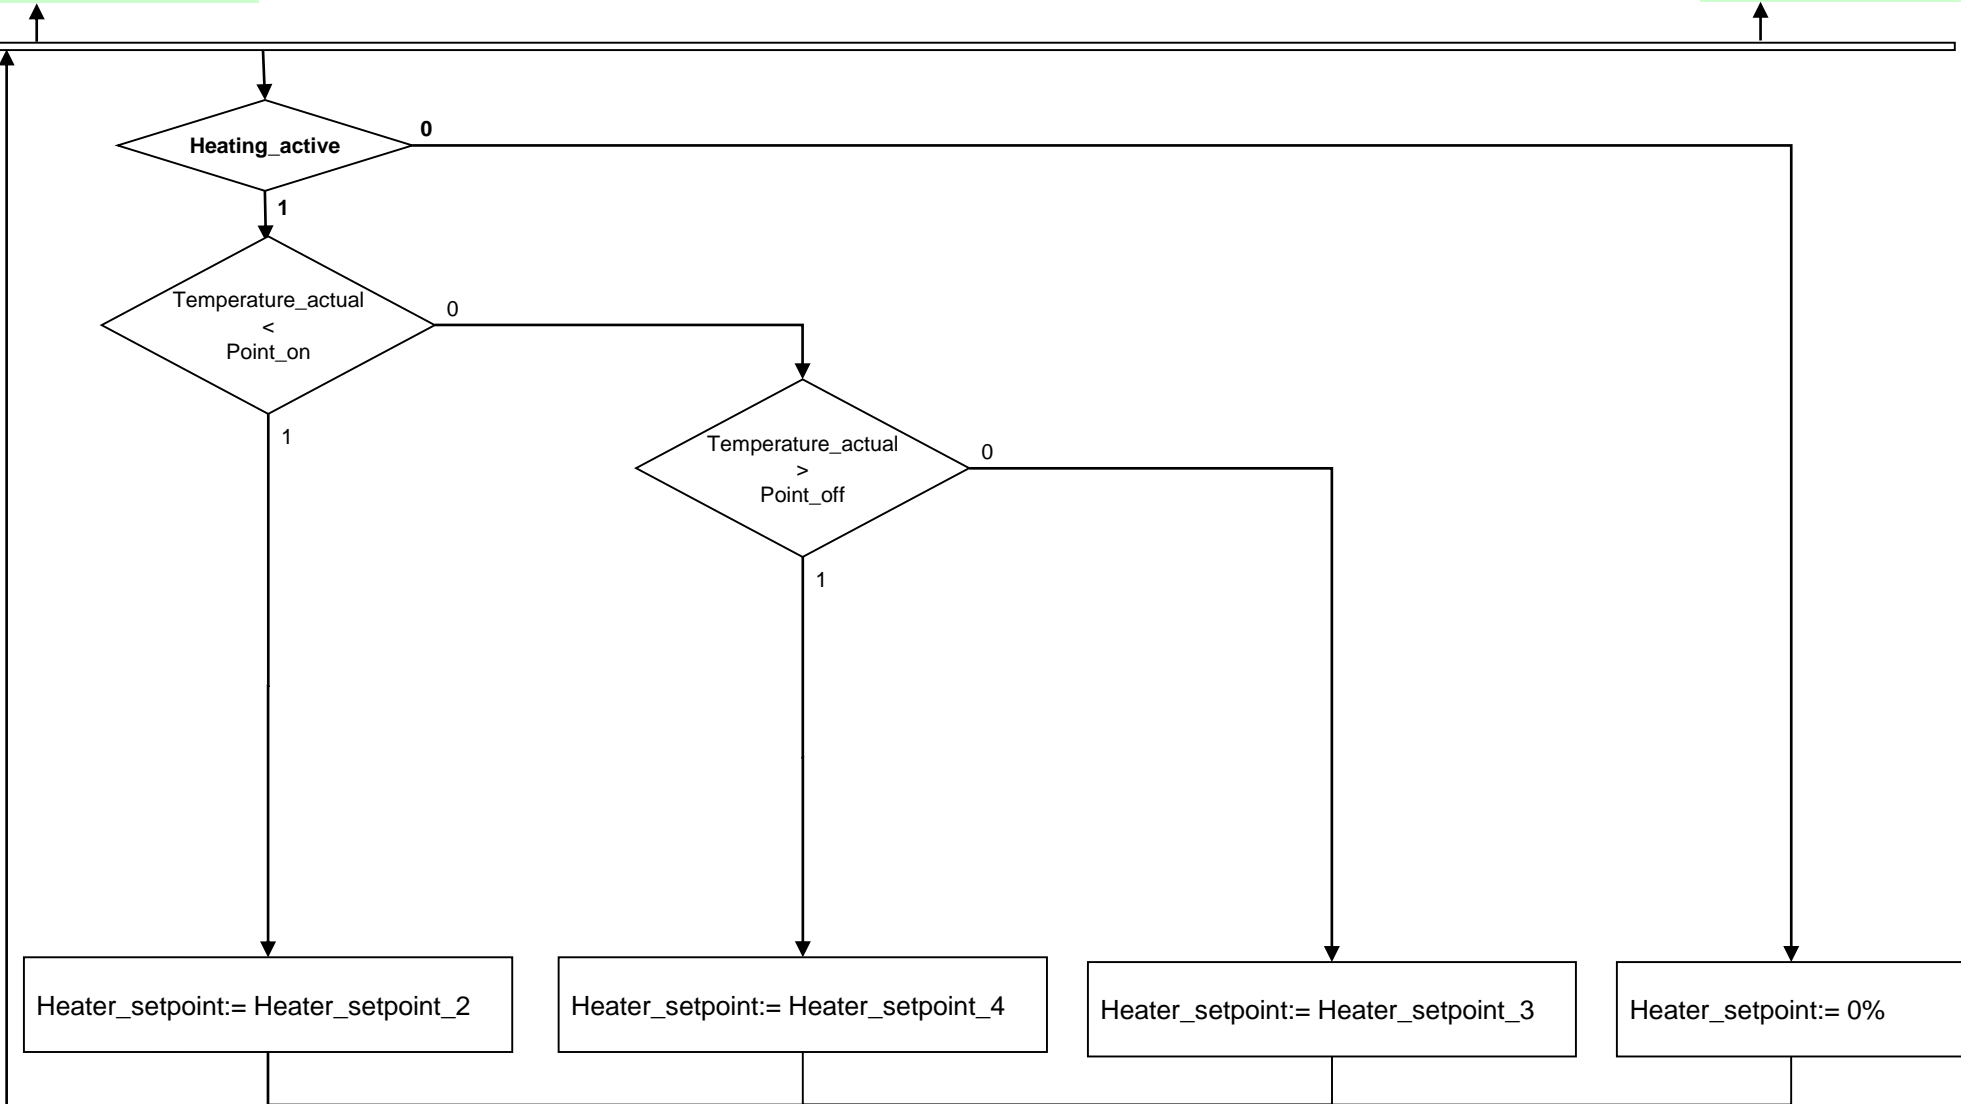 0
Heating_active
1
Temperature_actual
<
Point_on
0
1
Temperature_actual
>
Point_off
0
1
Heater_setpoint:= Heater_setpoint_2
Heater_setpoint:= Heater_setpoint_4
Heater_setpoint:= Heater_setpoint_3
Heater_setpoint:= 0%